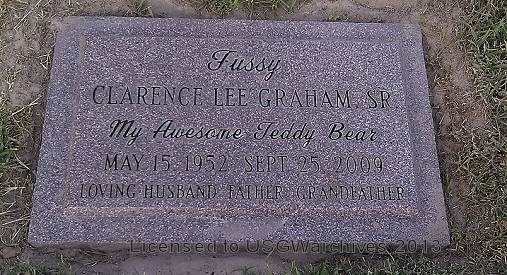 Fussy
CLARENCE LEE GRAHAM, SR.
My Awesome Teddy Bear
MAY 15, 1952 SEPT 25, 2009
LOVING HUSBAND FATHER GRANDFATHER
Licensed to USGWarchives 2013